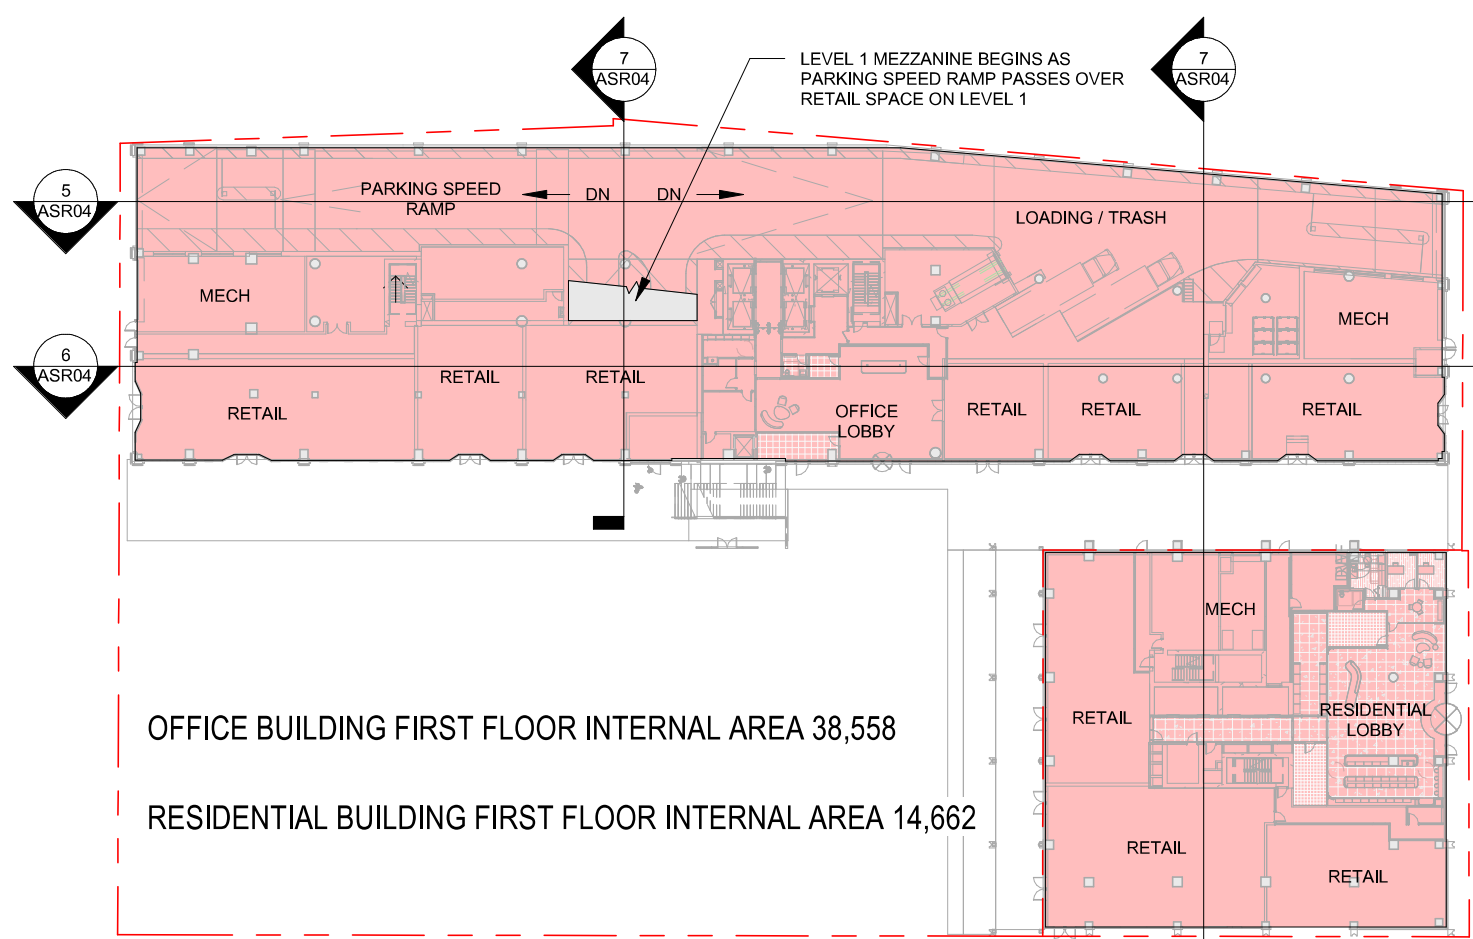 7
ASR04
LEVEL 1 MEZZANINE BEGINS AS
PARKING SPEED RAMP PASSES OVER
RETAIL SPACE ON LEVEL 1
7
ASR04
5
ASR04
PARKING SPEED
RAMP
DN
DN
LOADING / TRASH
MECH
MECH
6
ASR04
RETAIL
RETAIL
RETAIL
OFFICE
LOBBY
RETAIL
RETAIL
RETAIL
MECH
RETAIL
RESIDENTIAL
LOBBY
OFFICE BUILDING FIRST FLOOR INTERNAL AREA 38,558
RESIDENTIAL BUILDING FIRST FLOOR INTERNAL AREA 14,662
RETAIL
RETAIL